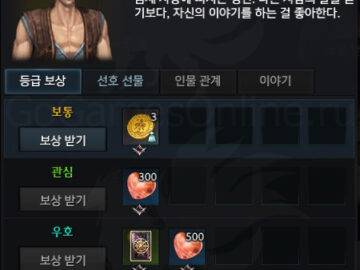 기보다, 자신의 이야기를 하는 걸 좋아한다.
등급 보상
선호 선물
인물 관계
이야기
보통
보상 받기
3
관심
보상 받기
300
우호
보상 받기
500